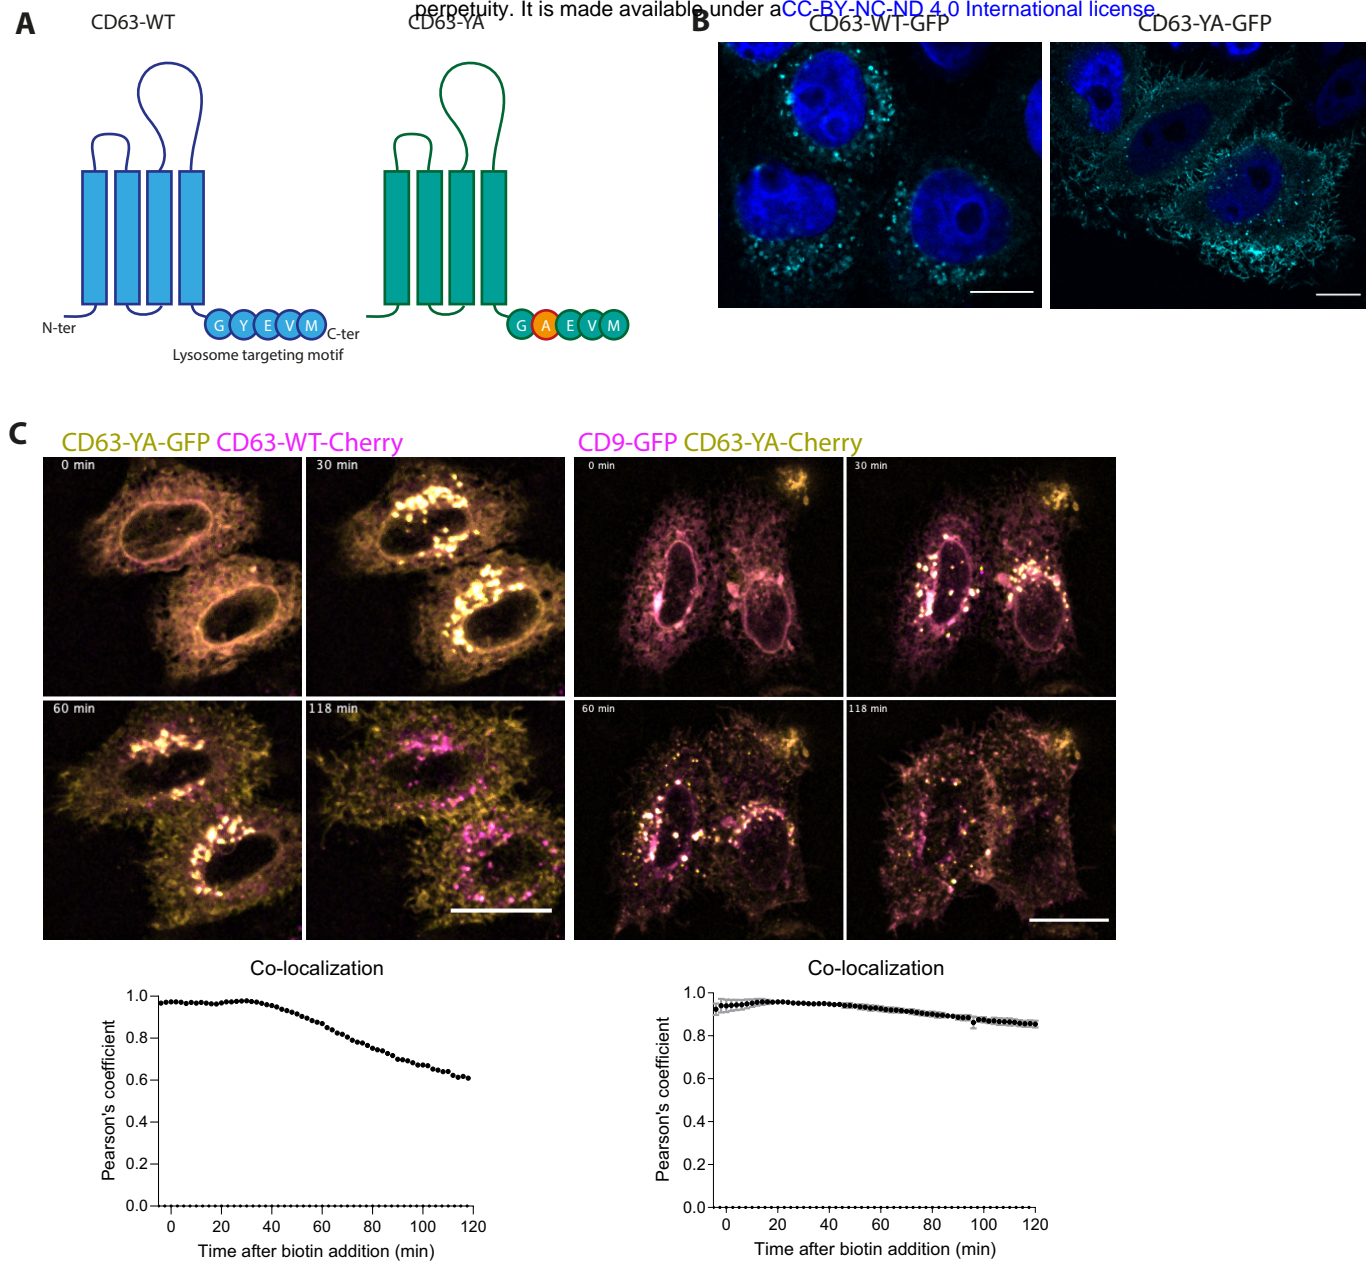 perpetuity. It is made available under aCC-BY-NC-ND 4.0 International license.
A
CD63-WT
CD63-YA
N-ter
G Y E V M
C-ter
Lysosome targeting motif
G A E V M
B
CD63-WT-GFP
CD63-YA-GFP
C
CD63-YA-GFP CD63-WT-Cherry
0 min
30 min
60 min
118 min
CD9-GFP CD63-YA-Cherry
0 min
30 min
60 min
118 min
Co-localization
Pearson's coefficient
1.0
0.8
0.6
0.4
0.2
0.0
0 20 40 60 80 100 120
Time after biotin addition (min)
Co-localization
Pearson's coefficient
1.0
0.8
0.6
0.4
0.2
0.0
0 20 40 60 80 100 120
Time after biotin addition (min)